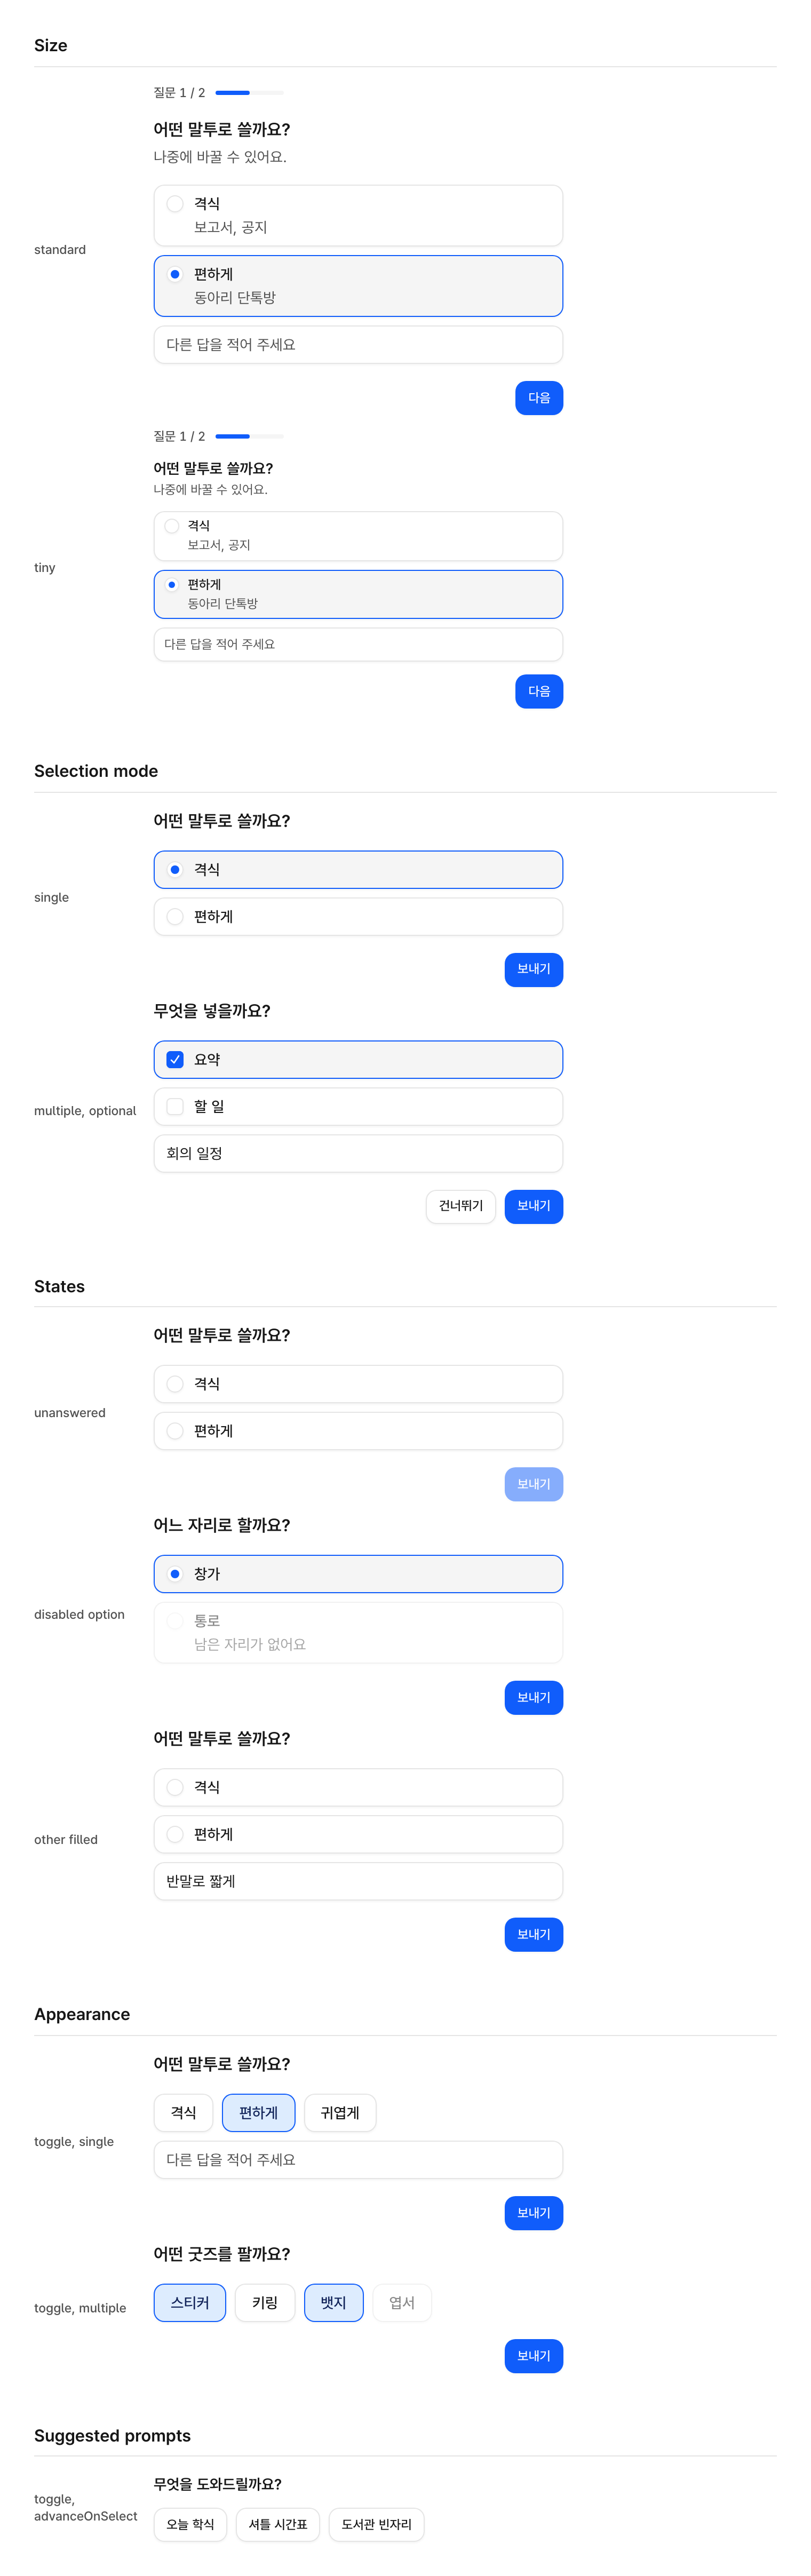 Size
질문 1 / 2
어떤 말투로 쓸까요?
나중에 바꿀 수 있어요.
격식
보고서, 공지
standard
편하게
동아리 단톡방
다른 답을 적어 주세요
다음
질문 1 / 2
어떤 말투로 쓸까요?
나중에 바꿀 수 있어요.
격식
보고서, 공지
tiny
편하게
동아리 단톡방
다른 답을 적어 주세요
다음
Selection mode
어떤 말투로 쓸까요?
격식
single
편하게
보내기
무엇을 넣을까요?
요약
할 일
multiple, optional
회의 일정
건너뛰기 보내기
States
어떤 말투로 쓸까요?
격식
unanswered
편하게
보내기
어느 자리로 할까요?
창가
disabled option
통로
남은 자리가 없어요
보내기
어떤 말투로 쓸까요?
격식
편하게
other filled
반말로 짧게
보내기
Appearance
어떤 말투로 쓸까요?
격식 편하게 귀엽게
toggle, single
다른 답을 적어 주세요
보내기
어떤 굿즈를 팔까요?
스티커 키링 뱃지 엽서
toggle, multiple
보내기
Suggested prompts
무엇을 도와드릴까요?
toggle,
advanceOnSelect
오늘 학식 셔틀 시간표 도서관 빈자리